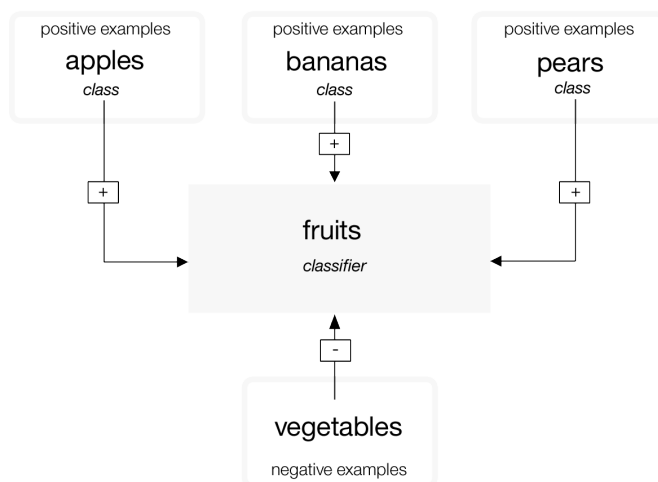 positive examples
apples
class
positive examples
bananas
class
positive examples
pears
class
+
+
+
fruits
classifier
-
vegetables
negative examples